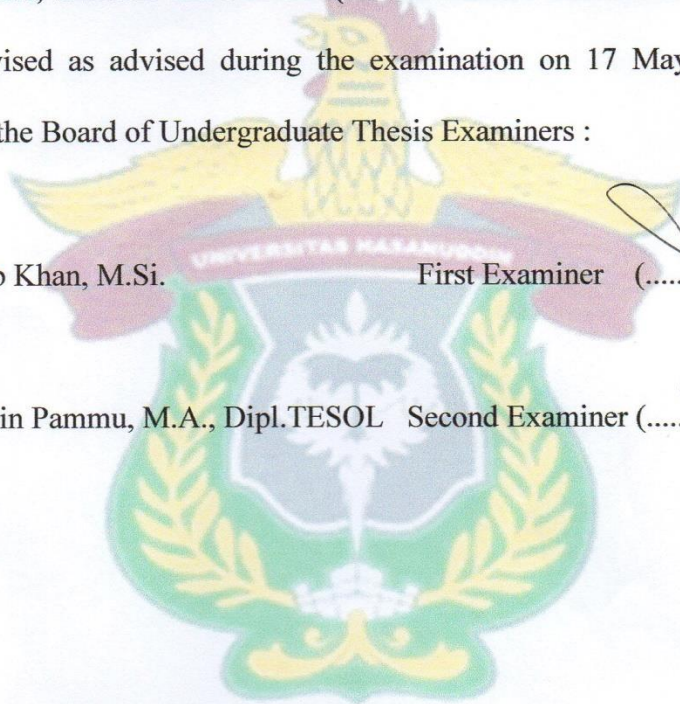 vised as advised during the examination on 17 May
the Board of Undergraduate Thesis Examiners :
UNIVERSITAS HASANUDDIN
o Khan, M.Si. First Examiner (.....
in Pammu, M.A., Dipl.TESOL Second Examiner (.....